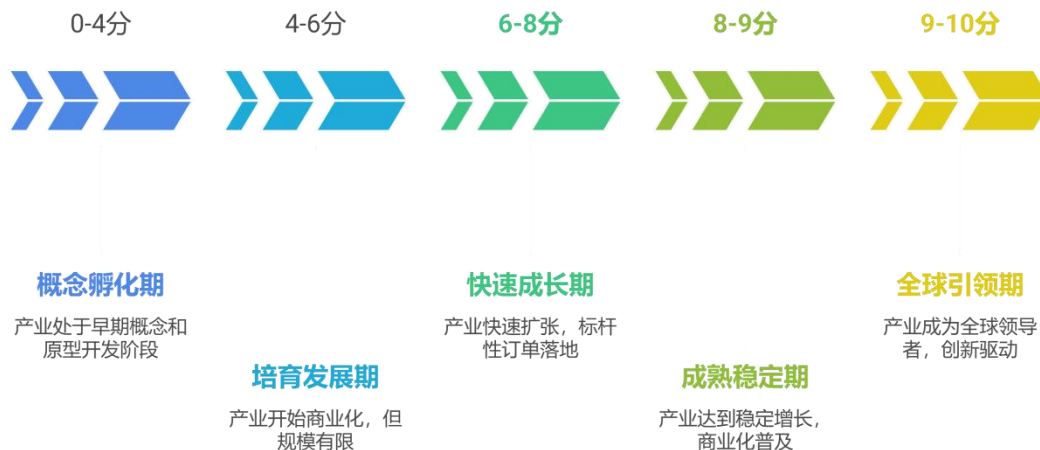 0-4分
4-6分
6-8分
8-9分
9-10分
概念孵化期
产业处于早期概念和
原型开发阶段
培育发展期
产业开始商业化，但
规模有限
快速成长期
产业快速扩张，标杆
性订单落地
成熟稳定期
产业达到稳定增长，
商业化普及
全球引领期
产业成为全球领导
者，创新驱动